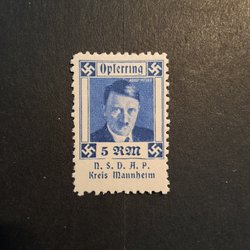 Opferring
5 RM
N. S. D. A. P.
Kreis Mannheim